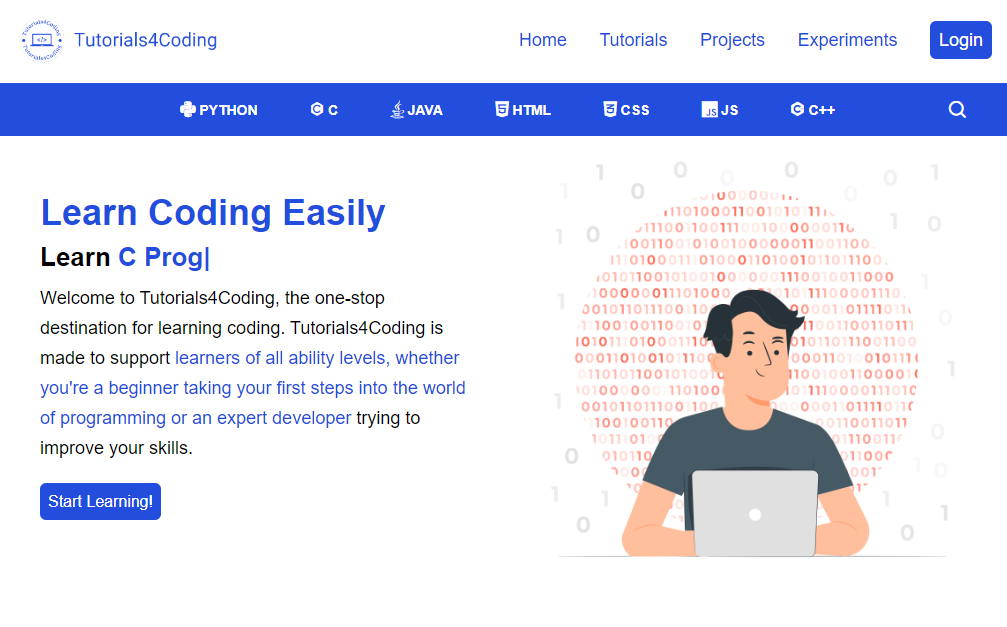 Tutorials4Coding
Tutorials4Coding
Tutorials4Coding
Home Tutorials Projects Experiments Login
PYTHON C JAVA HTML CSS JS C++
Learn Coding Easily
Learn C Prog|
Welcome to Tutorials4Coding, the one-stop
destination for learning coding. Tutorials4Coding is
made to support learners of all ability levels, whether
you're a beginner taking your first steps into the world
of programming or an expert developer trying to
improve your skills.
Start Learning!